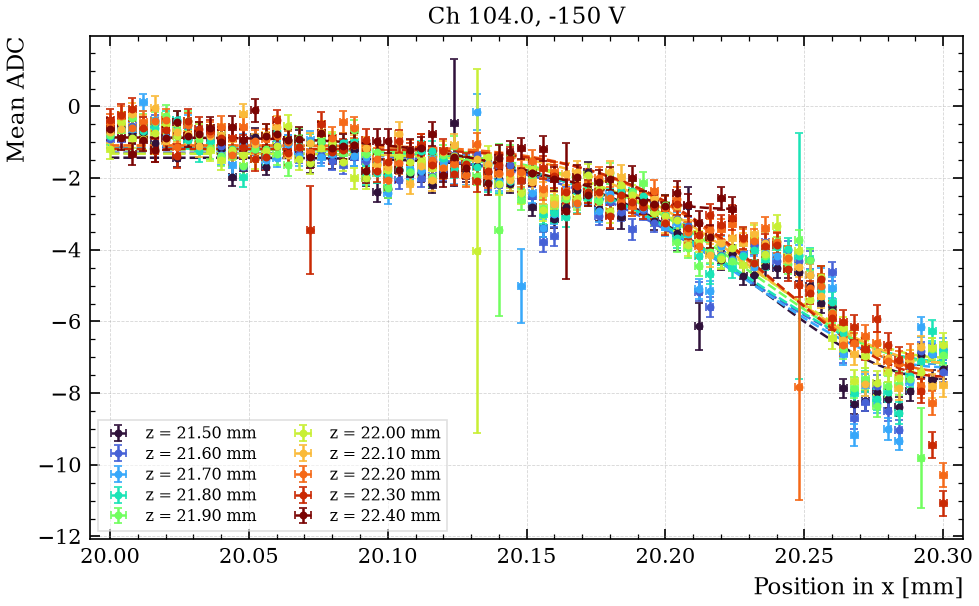 Ch 104.0, -150 V
Mean ADC
0
−2
−4
−6
−8
−10
−12
z = 21.50 mm
z = 21.60 mm
z = 21.70 mm
z = 21.80 mm
z = 21.90 mm
z = 22.00 mm
z = 22.10 mm
z = 22.20 mm
z = 22.30 mm
z = 22.40 mm
20.00 20.05 20.10 20.15 20.20 20.25 20.30
Position in x [mm]